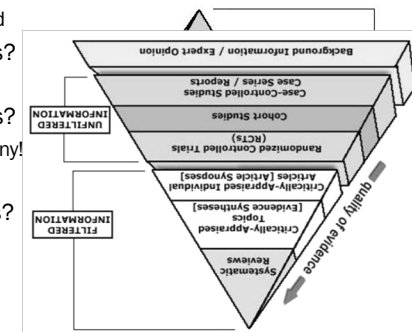 d
s?
s?
ny!
s?
Background Information / Expert Opinion
Case-Controlled Studies
Case Series / Reports
Cohort Studies
Randomized Controlled Trials
(RCTs)
Critically-Appraised Individual
Articles [Article Synopses]
Critically-Appraised
Topics
[Evidence Syntheses]
Systematic
Reviews
UNFILTERED
INFORMATION
FILTERED
INFORMATION
quality of evidence